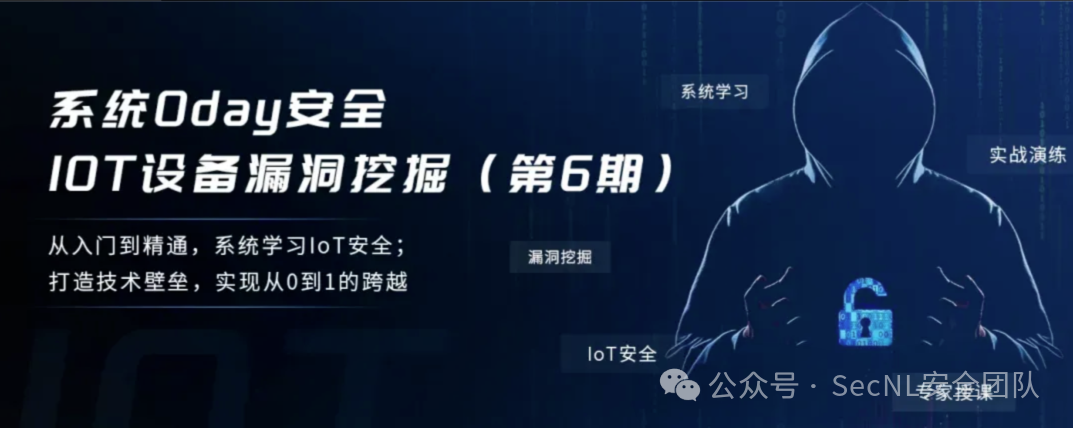 系统0day安全
IOT设备漏洞挖掘（第6期）
从入门到精通，系统学习IoT安全；
打造技术壁垒，实现从0到1的跨越
系统学习
实战演练
漏洞挖掘
IoT安全
专家授课
公众号 · SecNL安全团队
IOT